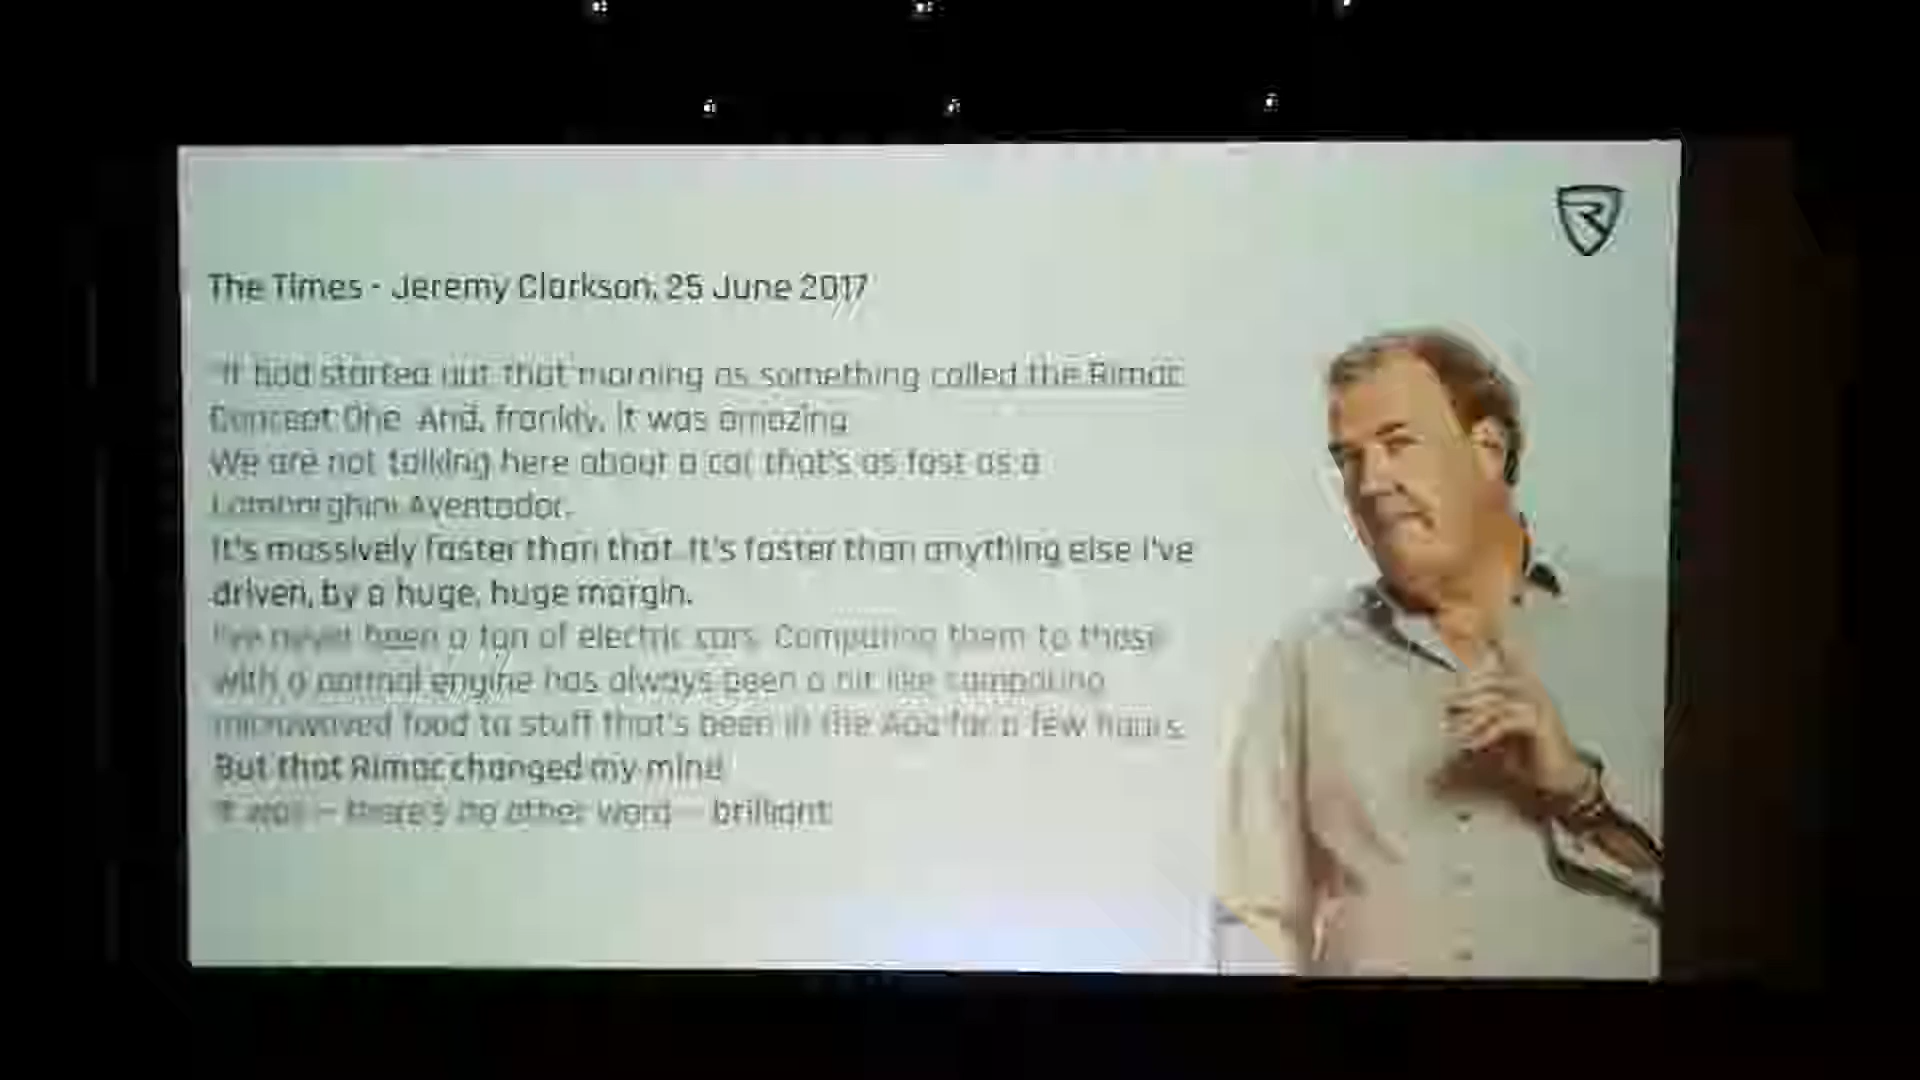 The Times - Jeremy Clarkson, 25 June 2017
"It had started out that morning as something called the Rimac
Concept One. And, frankly, it was amazing.
We are not talking here about a car that's as fast as a
Lamborghini Aventador.
It's massively faster than that. It's faster than anything else I've
driven, by a huge, huge margin.
I've never been a fan of electric cars. Comparing them to those
with a normal engine has always been a bit like comparing
microwaved food to stuff that's been in the Aga for a few hours.
But that Rimac changed my mind.
It was — there's no other word — brilliant.